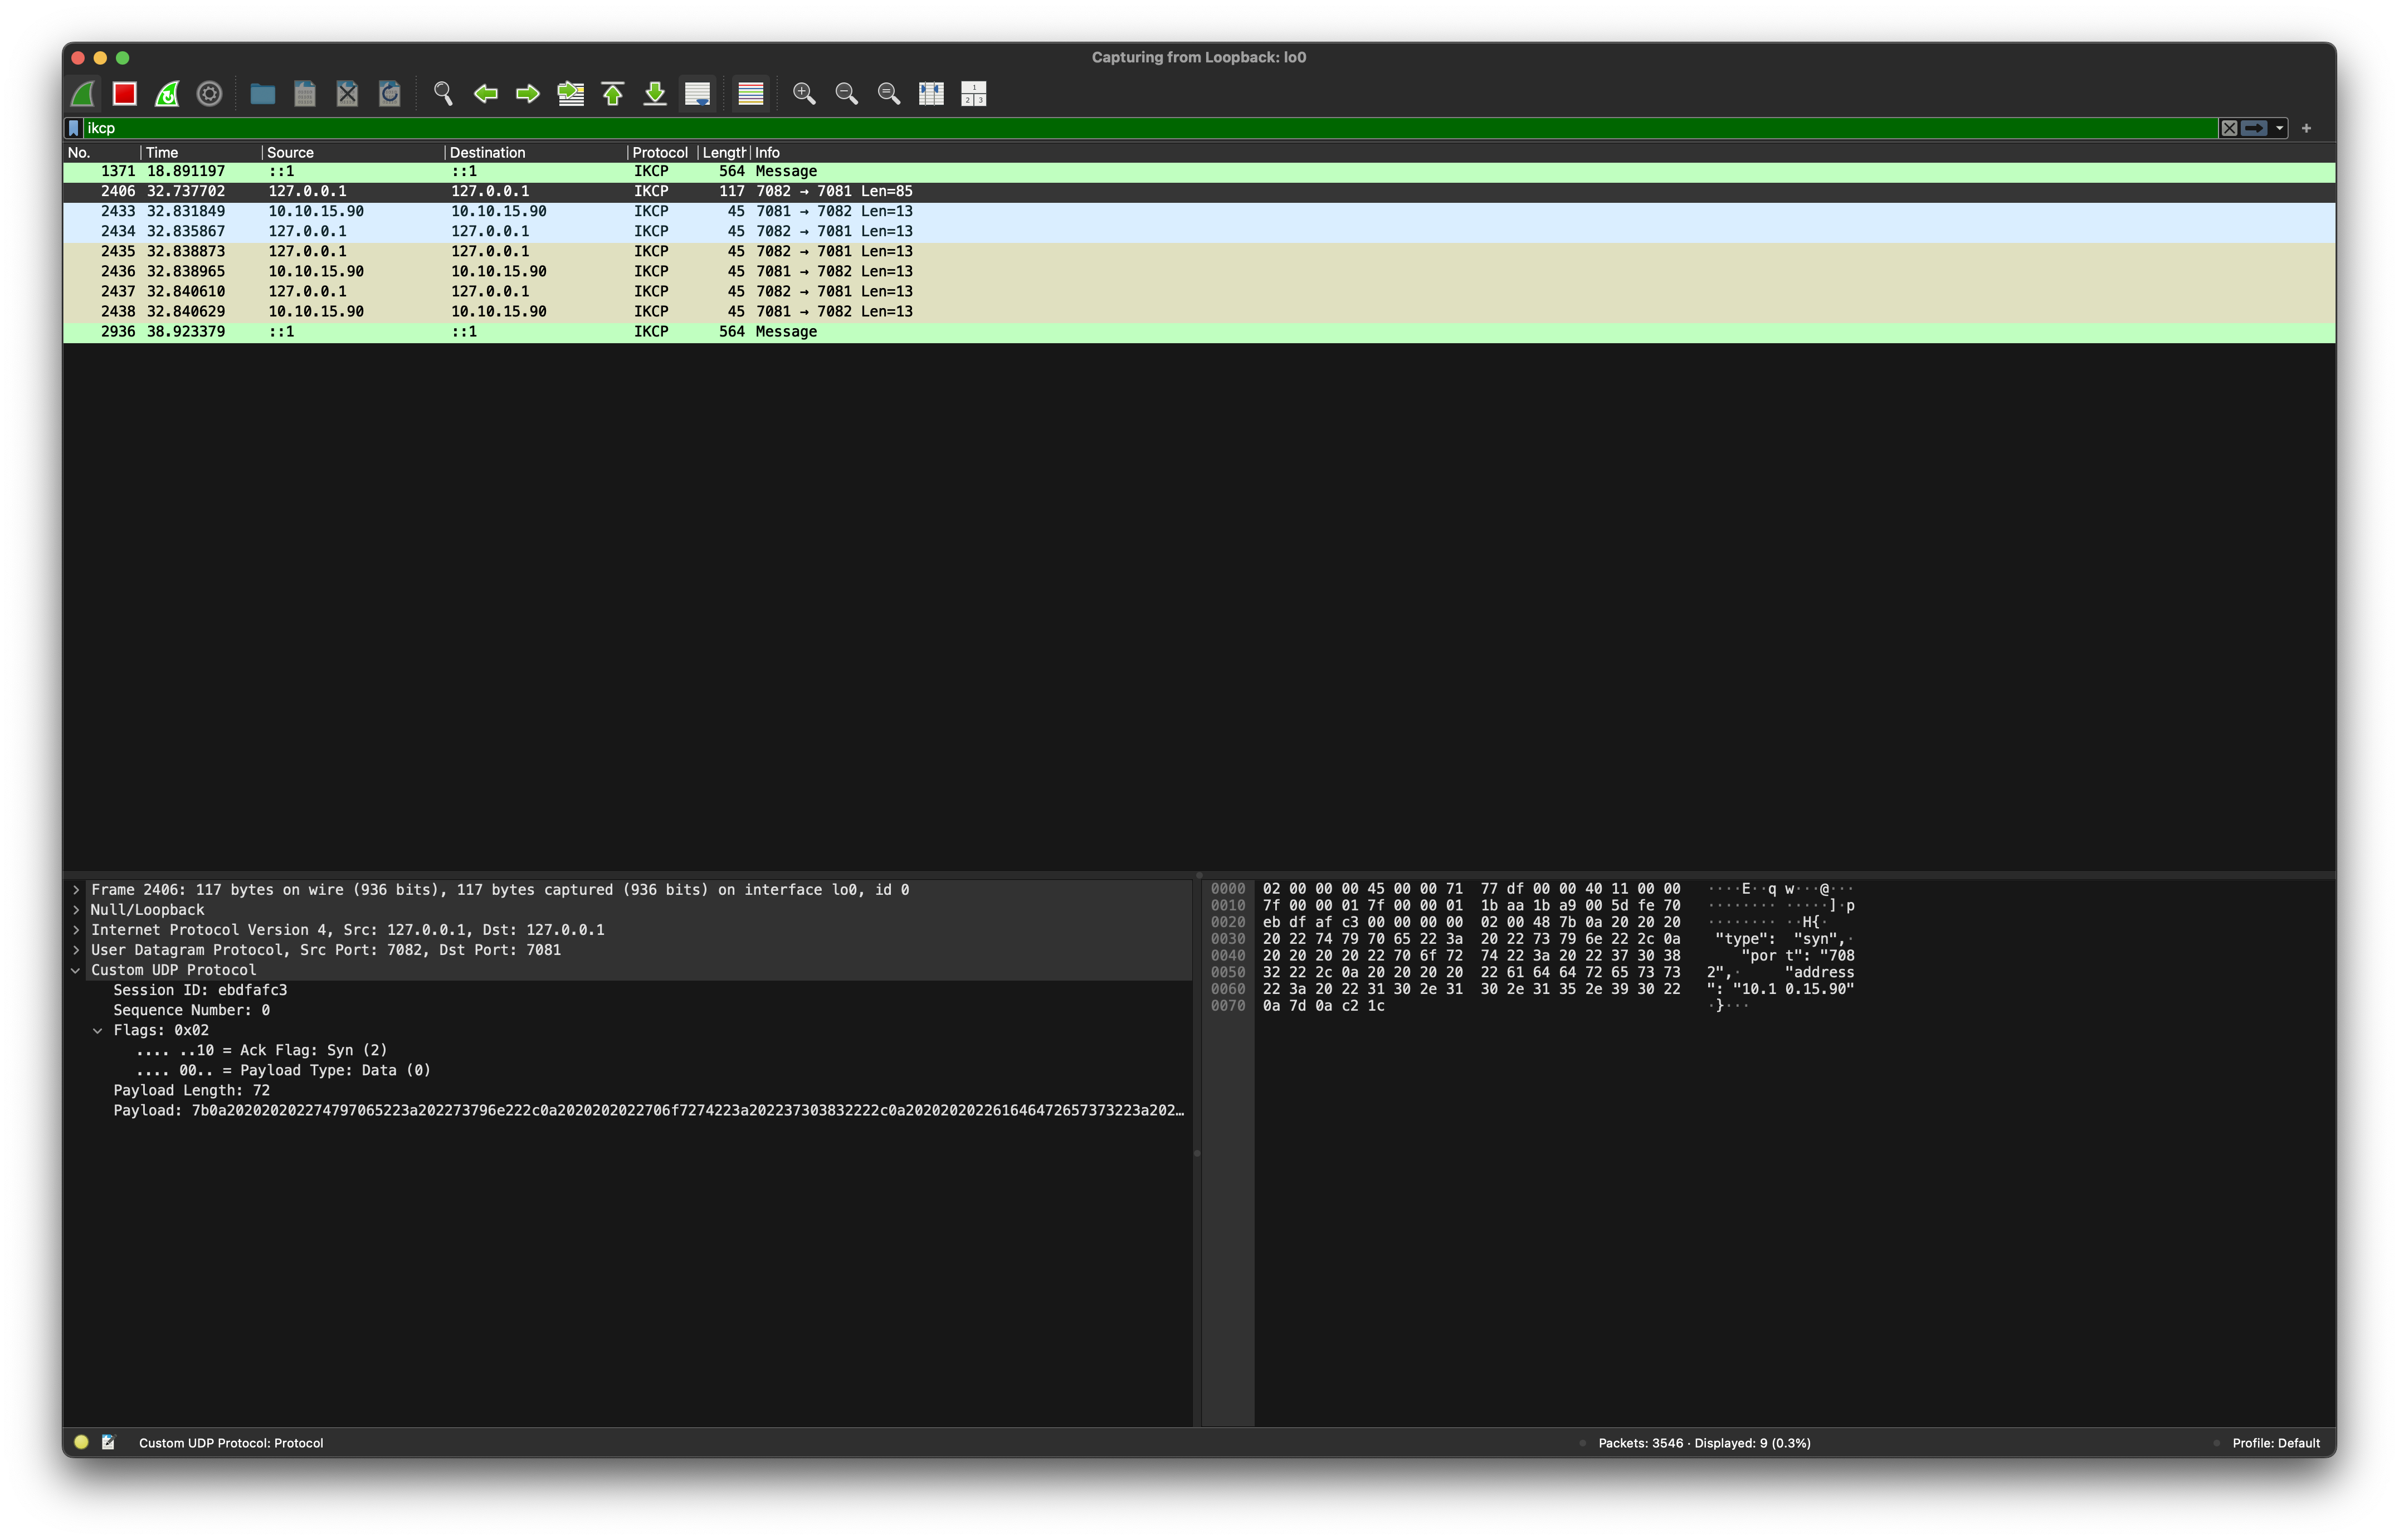 Capturing from Loopback: lo0
ikcp
No. Time Source Destination Protocol Length Info
1371 18.891197 ::1 ::1 IKCP 564 Message
2406 32.737702 127.0.0.1 127.0.0.1 IKCP 117 7082 → 7081 Len=85
2433 32.831849 10.10.15.90 10.10.15.90 IKCP 45 7081 → 7082 Len=13
2434 32.835867 127.0.0.1 127.0.0.1 IKCP 45 7082 → 7081 Len=13
2435 32.838873 127.0.0.1 127.0.0.1 IKCP 45 7082 → 7081 Len=13
2436 32.838965 10.10.15.90 10.10.15.90 IKCP 45 7081 → 7082 Len=13
2437 32.840610 127.0.0.1 127.0.0.1 IKCP 45 7082 → 7081 Len=13
2438 32.840629 10.10.15.90 10.10.15.90 IKCP 45 7081 → 7082 Len=13
2936 38.923379 ::1 ::1 IKCP 564 Message
Frame 2406: 117 bytes on wire (936 bits), 117 bytes captured (936 bits) on interface lo0, id 0
Null/Loopback
Internet Protocol Version 4, Src: 127.0.0.1, Dst: 127.0.0.1
User Datagram Protocol, Src Port: 7082, Dst Port: 7081
Custom UDP Protocol
Session ID: ebdfafc3
Sequence Number: 0
Flags: 0x02
.... ..10 = Ack Flag: Syn (2)
.... 00.. = Payload Type: Data (0)
Payload Length: 72
Payload: 7b0a202020202274797065223a202273796e222c0a2020202022706f7274223a202237303832222c0a202020202261646472657373223a202…
0000 02 00 00 00 45 00 00 71 77 df 00 00 40 11 00 00 ····E··q w···@···
0010 7f 00 00 01 7f 00 00 01 1b aa 1b a9 00 5d fe 70 ········ ·····]·p
0020 eb df af c3 00 00 00 00 02 00 48 7b 0a 20 20 20 ········ ··H{·
0030 20 22 74 79 70 65 22 3a 20 22 73 79 6e 22 2c 0a "type": "syn",·
0040 20 20 20 20 22 70 6f 72 74 22 3a 20 22 37 30 38 "por t": "708
0050 32 22 2c 0a 20 20 20 20 22 61 64 64 72 65 73 73 2",· "address
0060 22 3a 20 22 31 30 2e 31 30 2e 31 35 2e 39 30 22 ": "10.1 0.15.90"
0070 0a 7d 0a c2 1c ·}···
Custom UDP Protocol: Protocol
Packets: 3546 · Displayed: 9 (0.3%)
Profile: Default